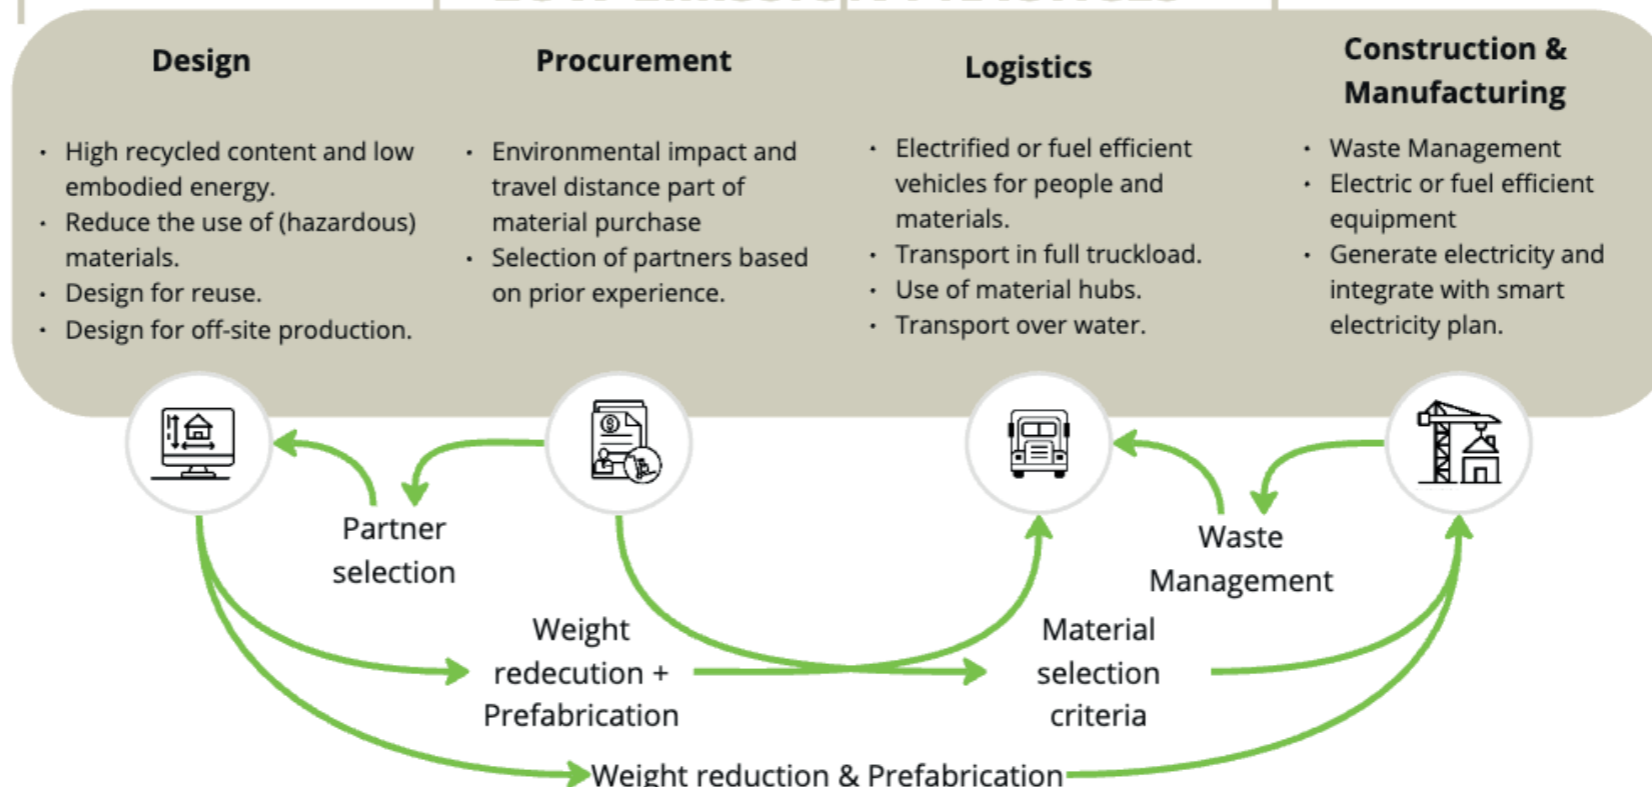 Design
· High recycled content and low
embodied energy.
· Reduce the use of (hazardous)
materials.
· Design for reuse.
· Design for off-site production.
Procurement
· Environmental impact and
travel distance part of
material purchase
· Selection of partners based
on prior experience.
Logistics
· Electrified or fuel efficient
vehicles for people and
materials.
· Transport in full truckload.
· Use of material hubs.
· Transport over water.
Construction &
Manufacturing
· Waste Management
· Electric or fuel efficient
equipment
· Generate electricity and
integrate with smart
electricity plan.
Partner
selection
Waste
Management
Weight
redecution +
Prefabrication
Material
selection
criteria
Weight reduction & Prefabrication